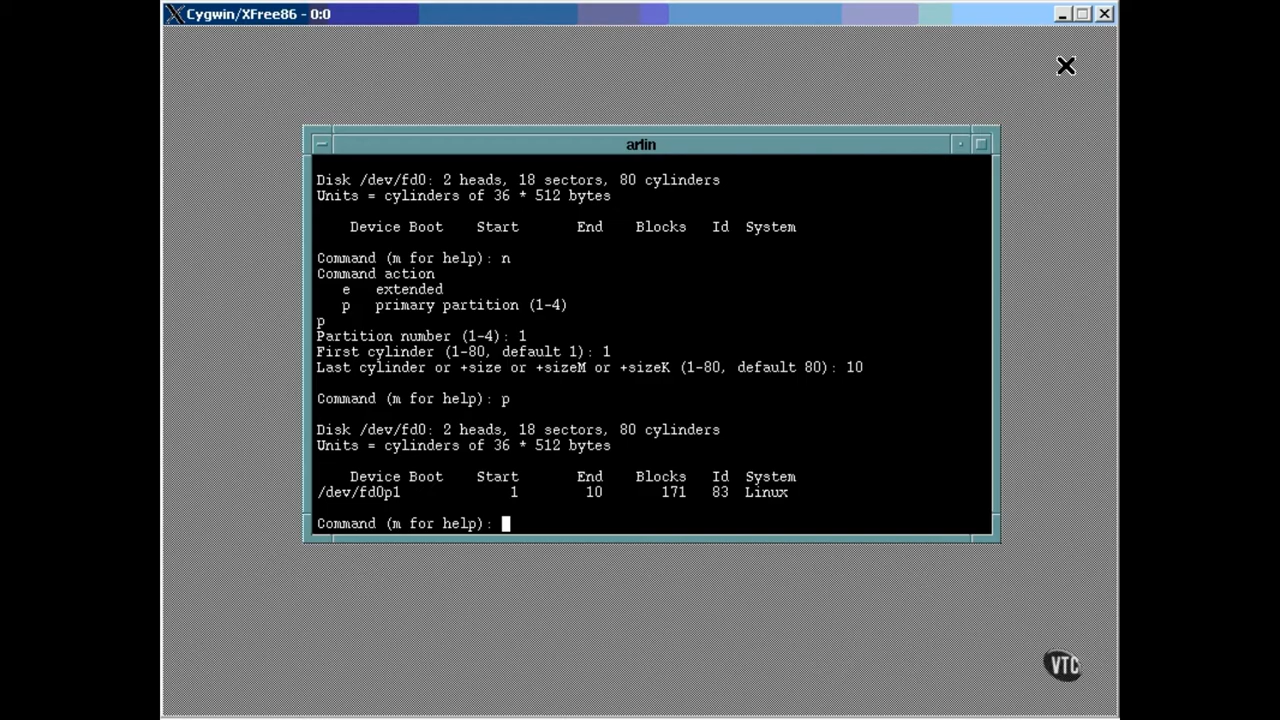 Cygwin/XFree86 - 0:0
arlin
Disk /dev/fd0: 2 heads, 18 sectors, 80 cylinders
Units = cylinders of 36 * 512 bytes
Device Boot Start End Blocks Id System
Command (m for help): n
Command action
e extended
p primary partition (1-4)
p
Partition number (1-4): 1
First cylinder (1-80, default 1): 1
Last cylinder or +size or +sizeM or +sizeK (1-80, default 80): 10
Command (m for help): p
Disk /dev/fd0: 2 heads, 18 sectors, 80 cylinders
Units = cylinders of 36 * 512 bytes
Device Boot Start End Blocks Id System
/dev/fd0p1 1 10 171 83 Linux
Command (m for help):
VTC